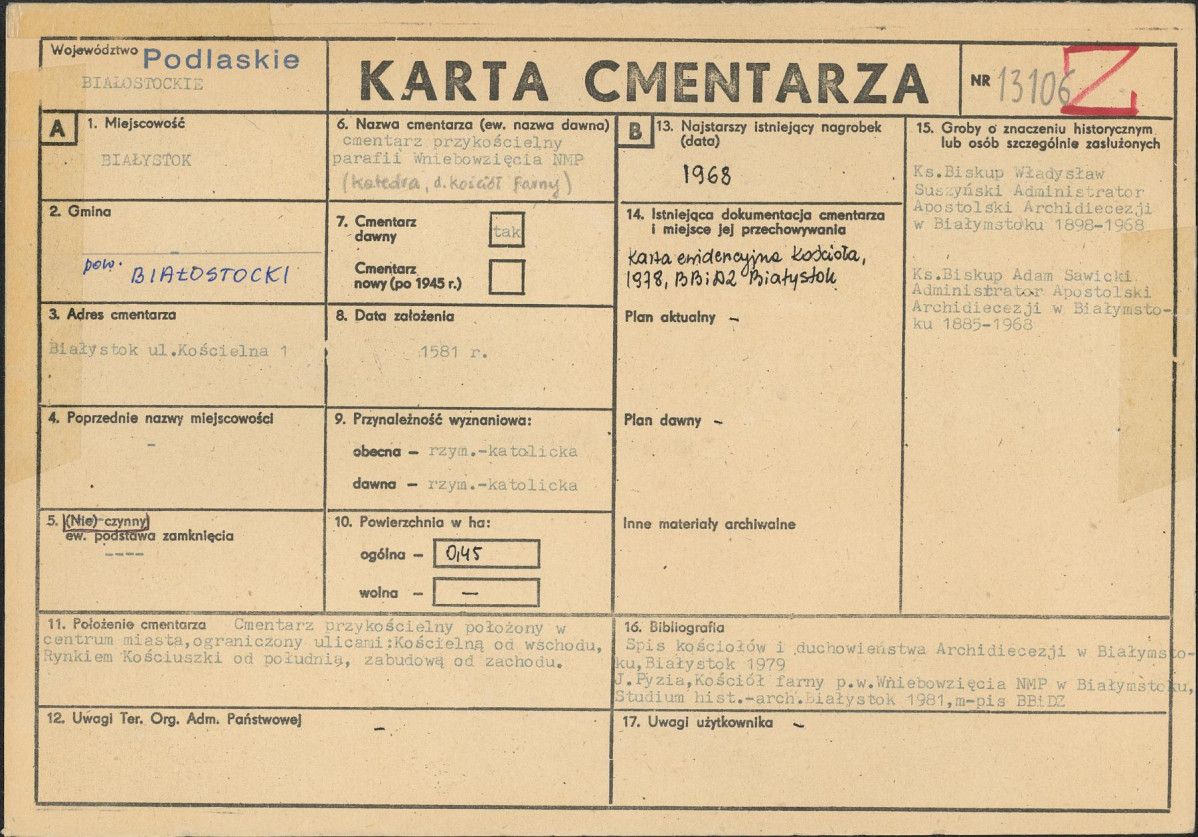 Województwo Podlaskie
BIAŁOSTOCKIE
KARTA CMENTARZA
NR 13106 Z
A
1. Miejscowość
BIAŁYSTOK
2. Gmina
-
pow. BIAŁOSTOCKI
3. Adres cmentarza
Białystok ul.Kościelna 1
4. Poprzednie nazwy miejscowości
-
5. (Nie) czynny
ew. podstawa zamknięcia
----
6. Nazwa cmentarza (ew. nazwa dawna)
cmentarz przykościelny
parafii Wniebowzięcia NMP
(katedra, d. kościół farny)
7. Cmentarz
dawny
tak
Cmentarz
nowy (po 1945 r.)
8. Data założenia
1581 r.
9. Przynależność wyznaniowa:
obecna – rzym.-katolicka
dawna – rzym.-katolicka
10. Powierzchnia w ha:
ogólna – 0,45
wolna – —
11. Położenie cmentarza Cmentarz przykościelny położony w
centrum miasta,ograniczony ulicami:Kościelną od wschodu,
Rynkiem Kościuszki od południa, zabudową od zachodu.
12. Uwagi Ter. Org. Adm. Państwowej
-
B
13. Najstarszy istniejący nagrobek
(data)
1968
14. Istniejąca dokumentacja cmentarza
i miejsce jej przechowywania
Karta ewidencyjna Kościoła,
1978, BBiDZ Białystok
Plan aktualny -
Plan dawny -
Inne materiały archiwalne
15. Groby o znaczeniu historycznym
lub osób szczególnie zasłużonych
Ks.Biskup Władysław
Suszyński Administrator
Apostolski Archidiecezji
w Białymstoku 1898-1968
Ks.Biskup Adam Sawicki
Administrator Apostolski
Archidiecezji w Białymsto-
ku 1885-1968
16. Bibliografia
Spis kościołów i duchowieństwa Archidiecezji w Białymsto-
ku,Białystok 1979
J.Pyzia,Kościół farny p.w.Wniebowzięcia NMP w Białymstoku,
Studium hist.-arch.Białystok 1981,m-pis BBiDZ
17. Uwagi użytkownika -